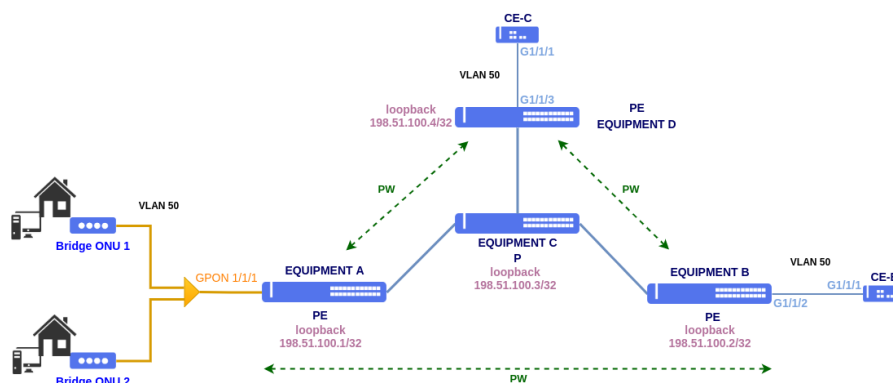 CE-C
G1/1/1
VLAN 50
G1/1/3
loopback
198.51.100.4/32
PE
EQUIPMENT D
PW
PW
VLAN 50
Bridge ONU 1
GPON 1/1/1
EQUIPMENT A
PE
loopback
198.51.100.1/32
EQUIPMENT C
P
loopback
198.51.100.3/32
EQUIPMENT B
PE
loopback
198.51.100.2/32
VLAN 50
G1/1/1
G1/1/2
Bridge ONU 2
PW